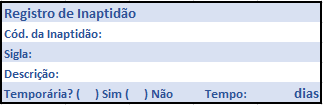 Registro de Inaptidão
Cód. da Inaptidão:
Sigla:
Descrição:
Temporária? ( ) Sim ( ) Não Tempo: dias